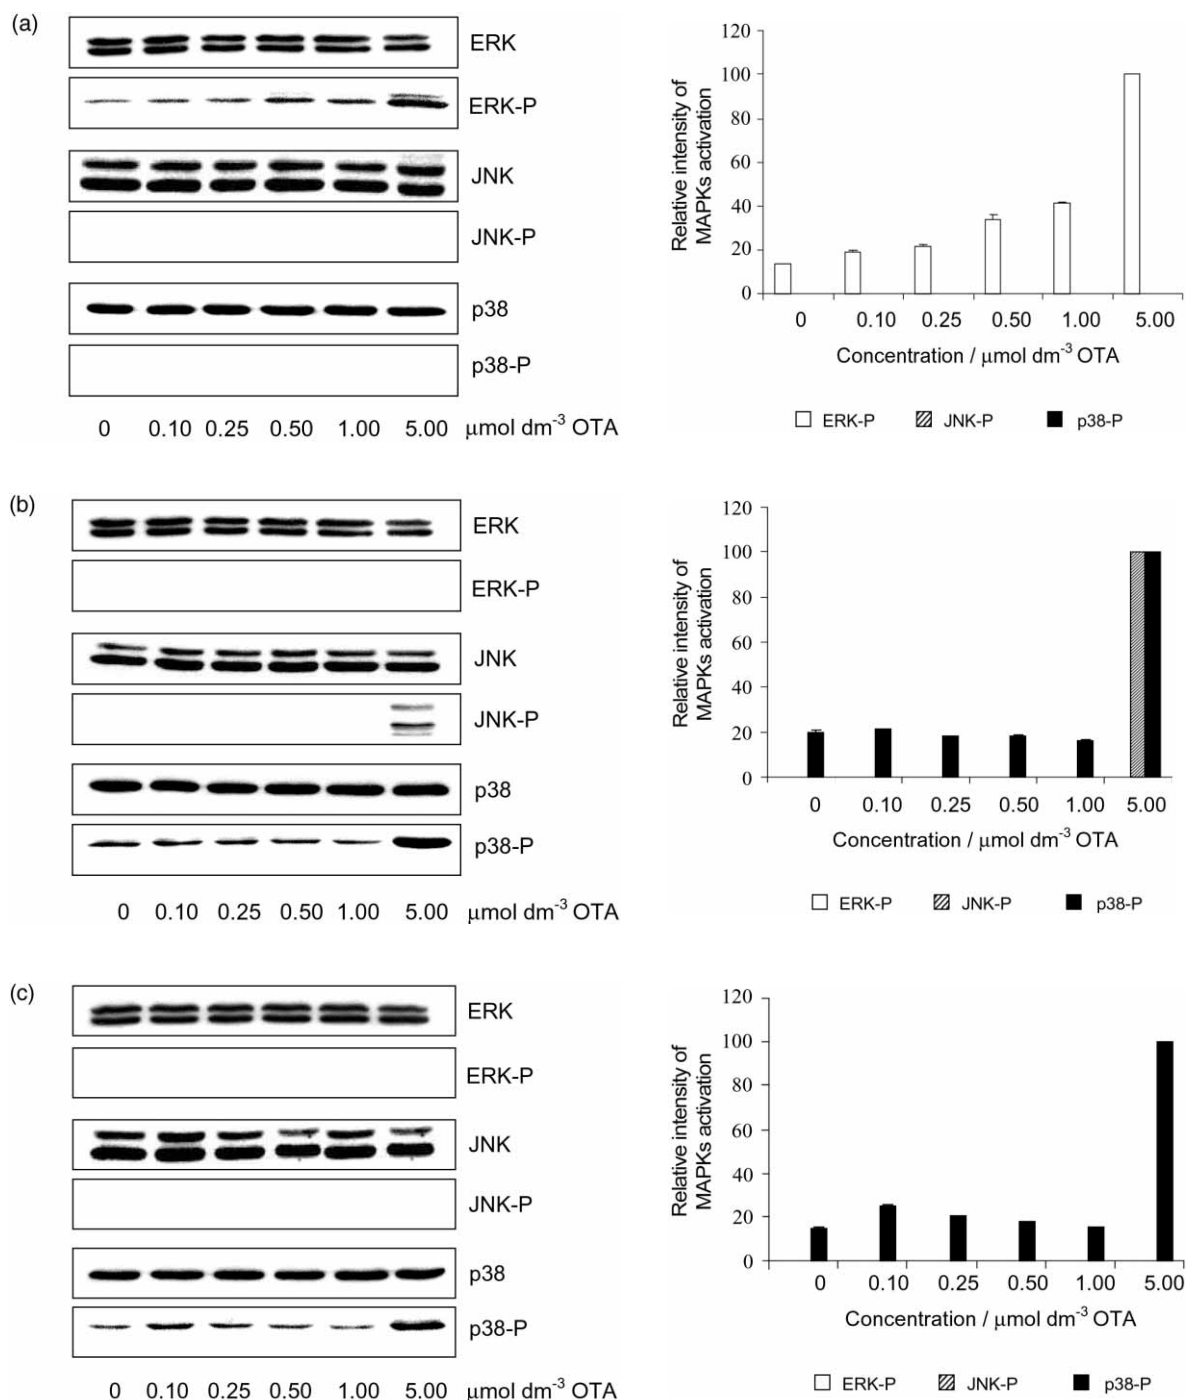 (a)
ERK
ERK-P
JNK
JNK-P
p38
p38-P
0 0.10 0.25 0.50 1.00 5.00 μmol dm⁻³ OTA
Relative intensity of
MAPKs activation
120
100
80
60
40
20
0
0 0.10 0.25 0.50 1.00 5.00
Concentration / μmol dm⁻³ OTA
ERK-P JNK-P p38-P
(b)
ERK
ERK-P
JNK
JNK-P
p38
p38-P
0 0.10 0.25 0.50 1.00 5.00 μmol dm⁻³ OTA
Relative intensity of
MAPKs activation
120
100
80
60
40
20
0
0 0.10 0.25 0.50 1.00 5.00
Concentration / μmol dm⁻³ OTA
ERK-P JNK-P p38-P
(c)
ERK
ERK-P
JNK
JNK-P
p38
p38-P
0 0.10 0.25 0.50 1.00 5.00 μmol dm⁻³ OTA
Relative intensity of
MAPKs activation
120
100
80
60
40
20
0
0 0.10 0.25 0.50 1.00 5.00
Concentration / μmol dm⁻³ OTA
ERK-P JNK-P p38-P